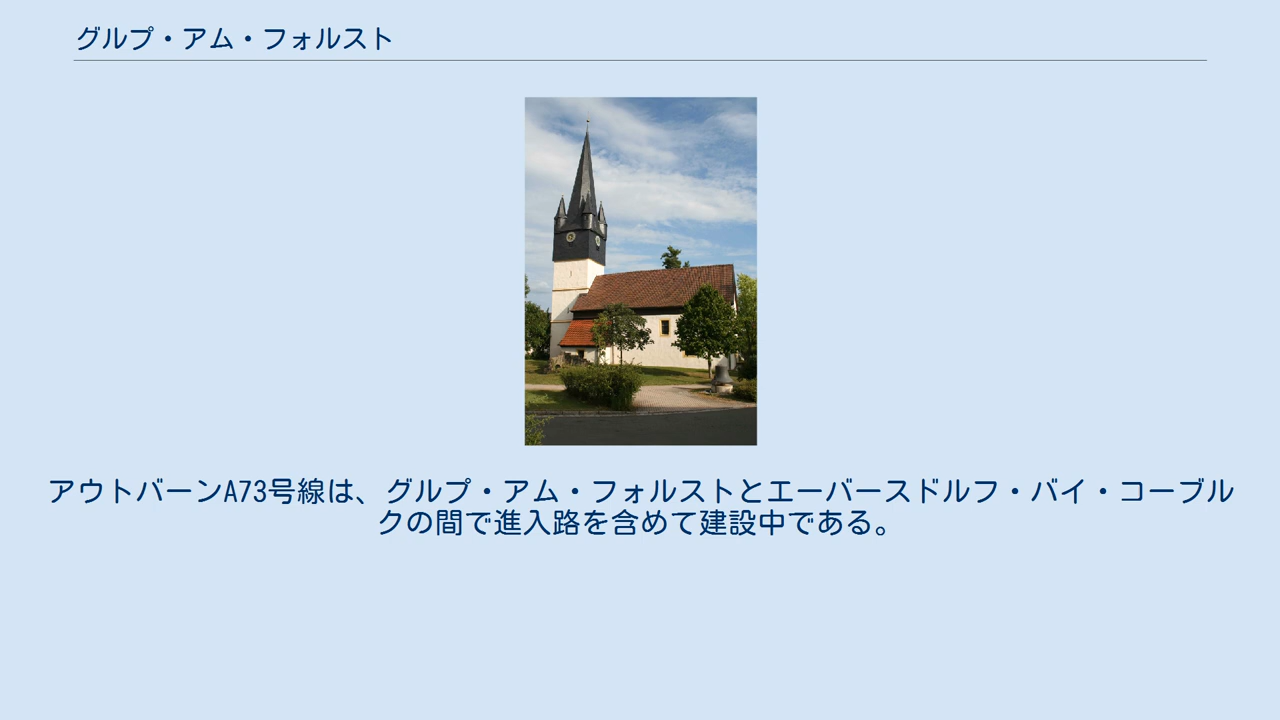 グルプ・アム・フォルスト
アウトバーンA73号線は、グルプ・アム・フォルストとエーバースドルフ・バイ・コーブル
クの間で進入路を含めて建設中である。